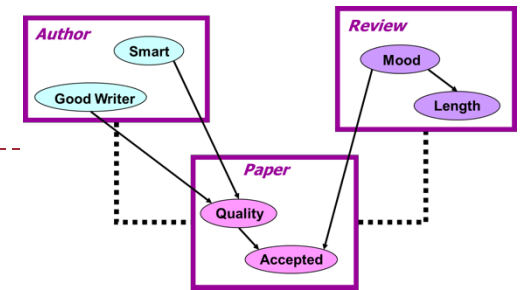 Author
Smart
Good Writer
Review
Mood
Length
Paper
Quality
Accepted